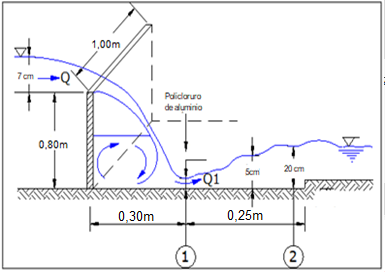 1,00m
7 cm
Q
Policloruro
de aluminio
0,80m
Q1
5cm
20 cm
0,30m
0,25m
1
2